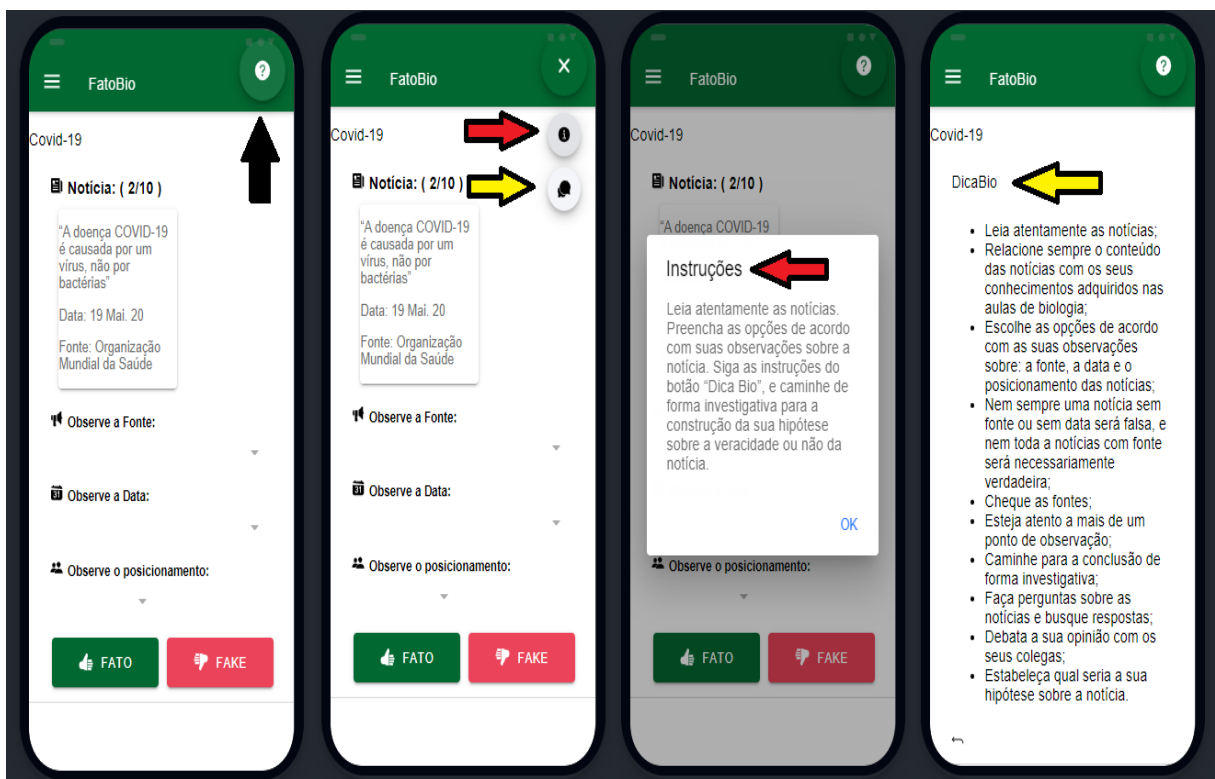 FatoBio
Covid-19
Notícia: ( 2/10 )
“A doença COVID-19
é causada por um
vírus, não por
bactérias”
Data: 19 Mai. 20
Fonte: Organização
Mundial da Saúde
Observe a Fonte:
Observe a Data:
Observe o posicionamento:
FATO
FAKE
FatoBio
Covid-19
Notícia: ( 2/10 )
“A doença COVID-19
é causada por um
vírus, não por
bactérias”
Data: 19 Mai. 20
Fonte: Organização
Mundial da Saúde
Observe a Fonte:
Observe a Data:
Observe o posicionamento:
FATO
FAKE
FatoBio
Covid-19
Notícia: ( 2/10 )
“A doença COVID-19
Instruções
Leia atentamente as notícias.
Preencha as opções de acordo
com suas observações sobre a
notícia. Siga as instruções do
botão “Dica Bio”, e caminhe de
forma investigativa para a
construção da sua hipótese
sobre a veracidade ou não da
notícia.
OK
Observe o posicionamento:
FATO
FAKE
FatoBio
Covid-19
DicaBio
• Leia atentamente as notícias;
• Relacione sempre o conteúdo
das notícias com os seus
conhecimentos adquiridos nas
aulas de biologia;
• Escolhe as opções de acordo
com as suas observações
sobre: a fonte, a data e o
posicionamento das notícias;
• Nem sempre uma notícia sem
fonte ou sem data será falsa, e
nem toda a notícias com fonte
será necessariamente
verdadeira;
• Cheque as fontes;
• Esteja atento a mais de um
ponto de observação;
• Caminhe para a conclusão de
forma investigativa;
• Faça perguntas sobre as
notícias e busque respostas;
• Debata a sua opinião com os
seus colegas;
• Estabeleça qual seria a sua
hipótese sobre a notícia.